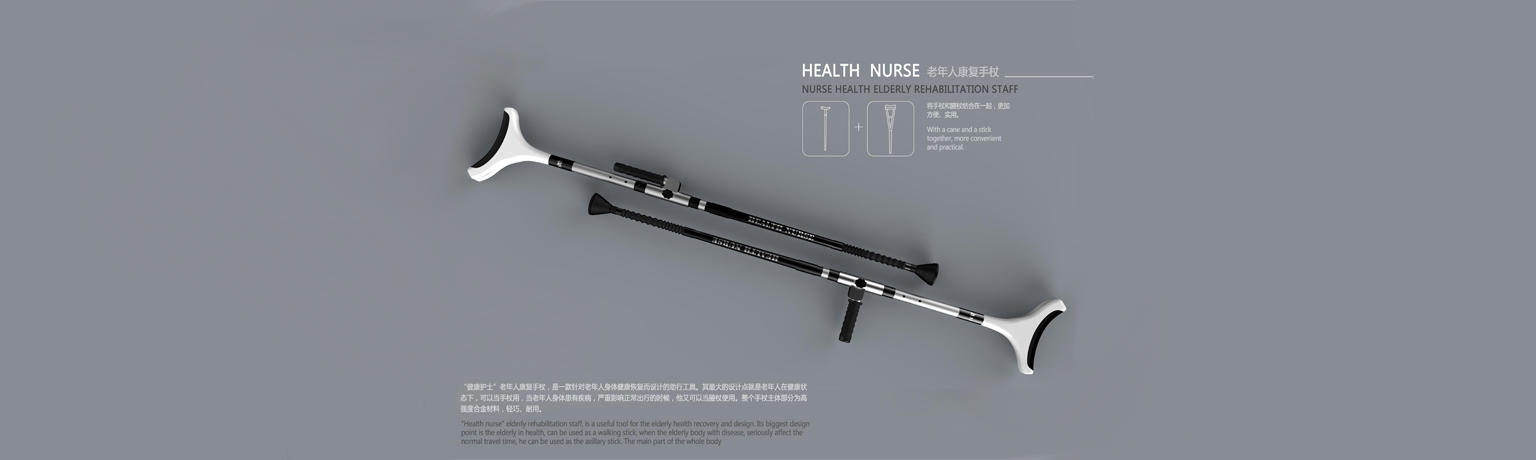 HEALTH NURSE 老年人康复手杖
NURSE HEALTH ELDERLY REHABILITATION STAFF
将手杖和腋杖结合在一起，更加
方便、实用。
With a cane and a stick
together, more convenient
and practical.
HEALTH NURSE
HEALTH NURSE
“健康护士”老年人康复手杖，是一款针对老年人身体健康恢复而设计的助行工具。其最大的设计点就是老年人在健康状
态下，可以当手杖用，当老年人身体患有疾病，严重影响正常出行的时候，他又可以当腋杖使用。整个手杖主体部分为高
强度合金材料，轻巧、耐用。
"Health nurse" elderly rehabilitation staff, is a useful tool for the elderly health recovery and design. Its biggest design
point is the elderly in health, can be used as a walking stick, when the elderly body with disease, seriously affect the
normal travel time, he can be used as the axillary stick. The main part of the whole body